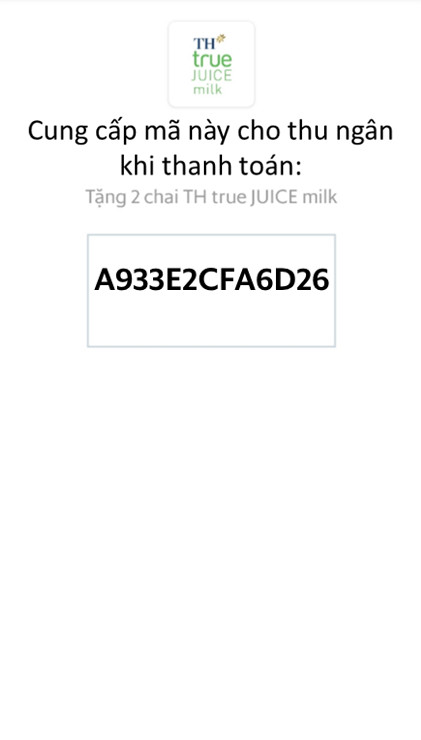 TH
true
JUICE
milk
Cung cấp mã này cho thu ngân
khi thanh toán:
Tặng 2 chai TH true JUICE milk
A933E2CFA6D26